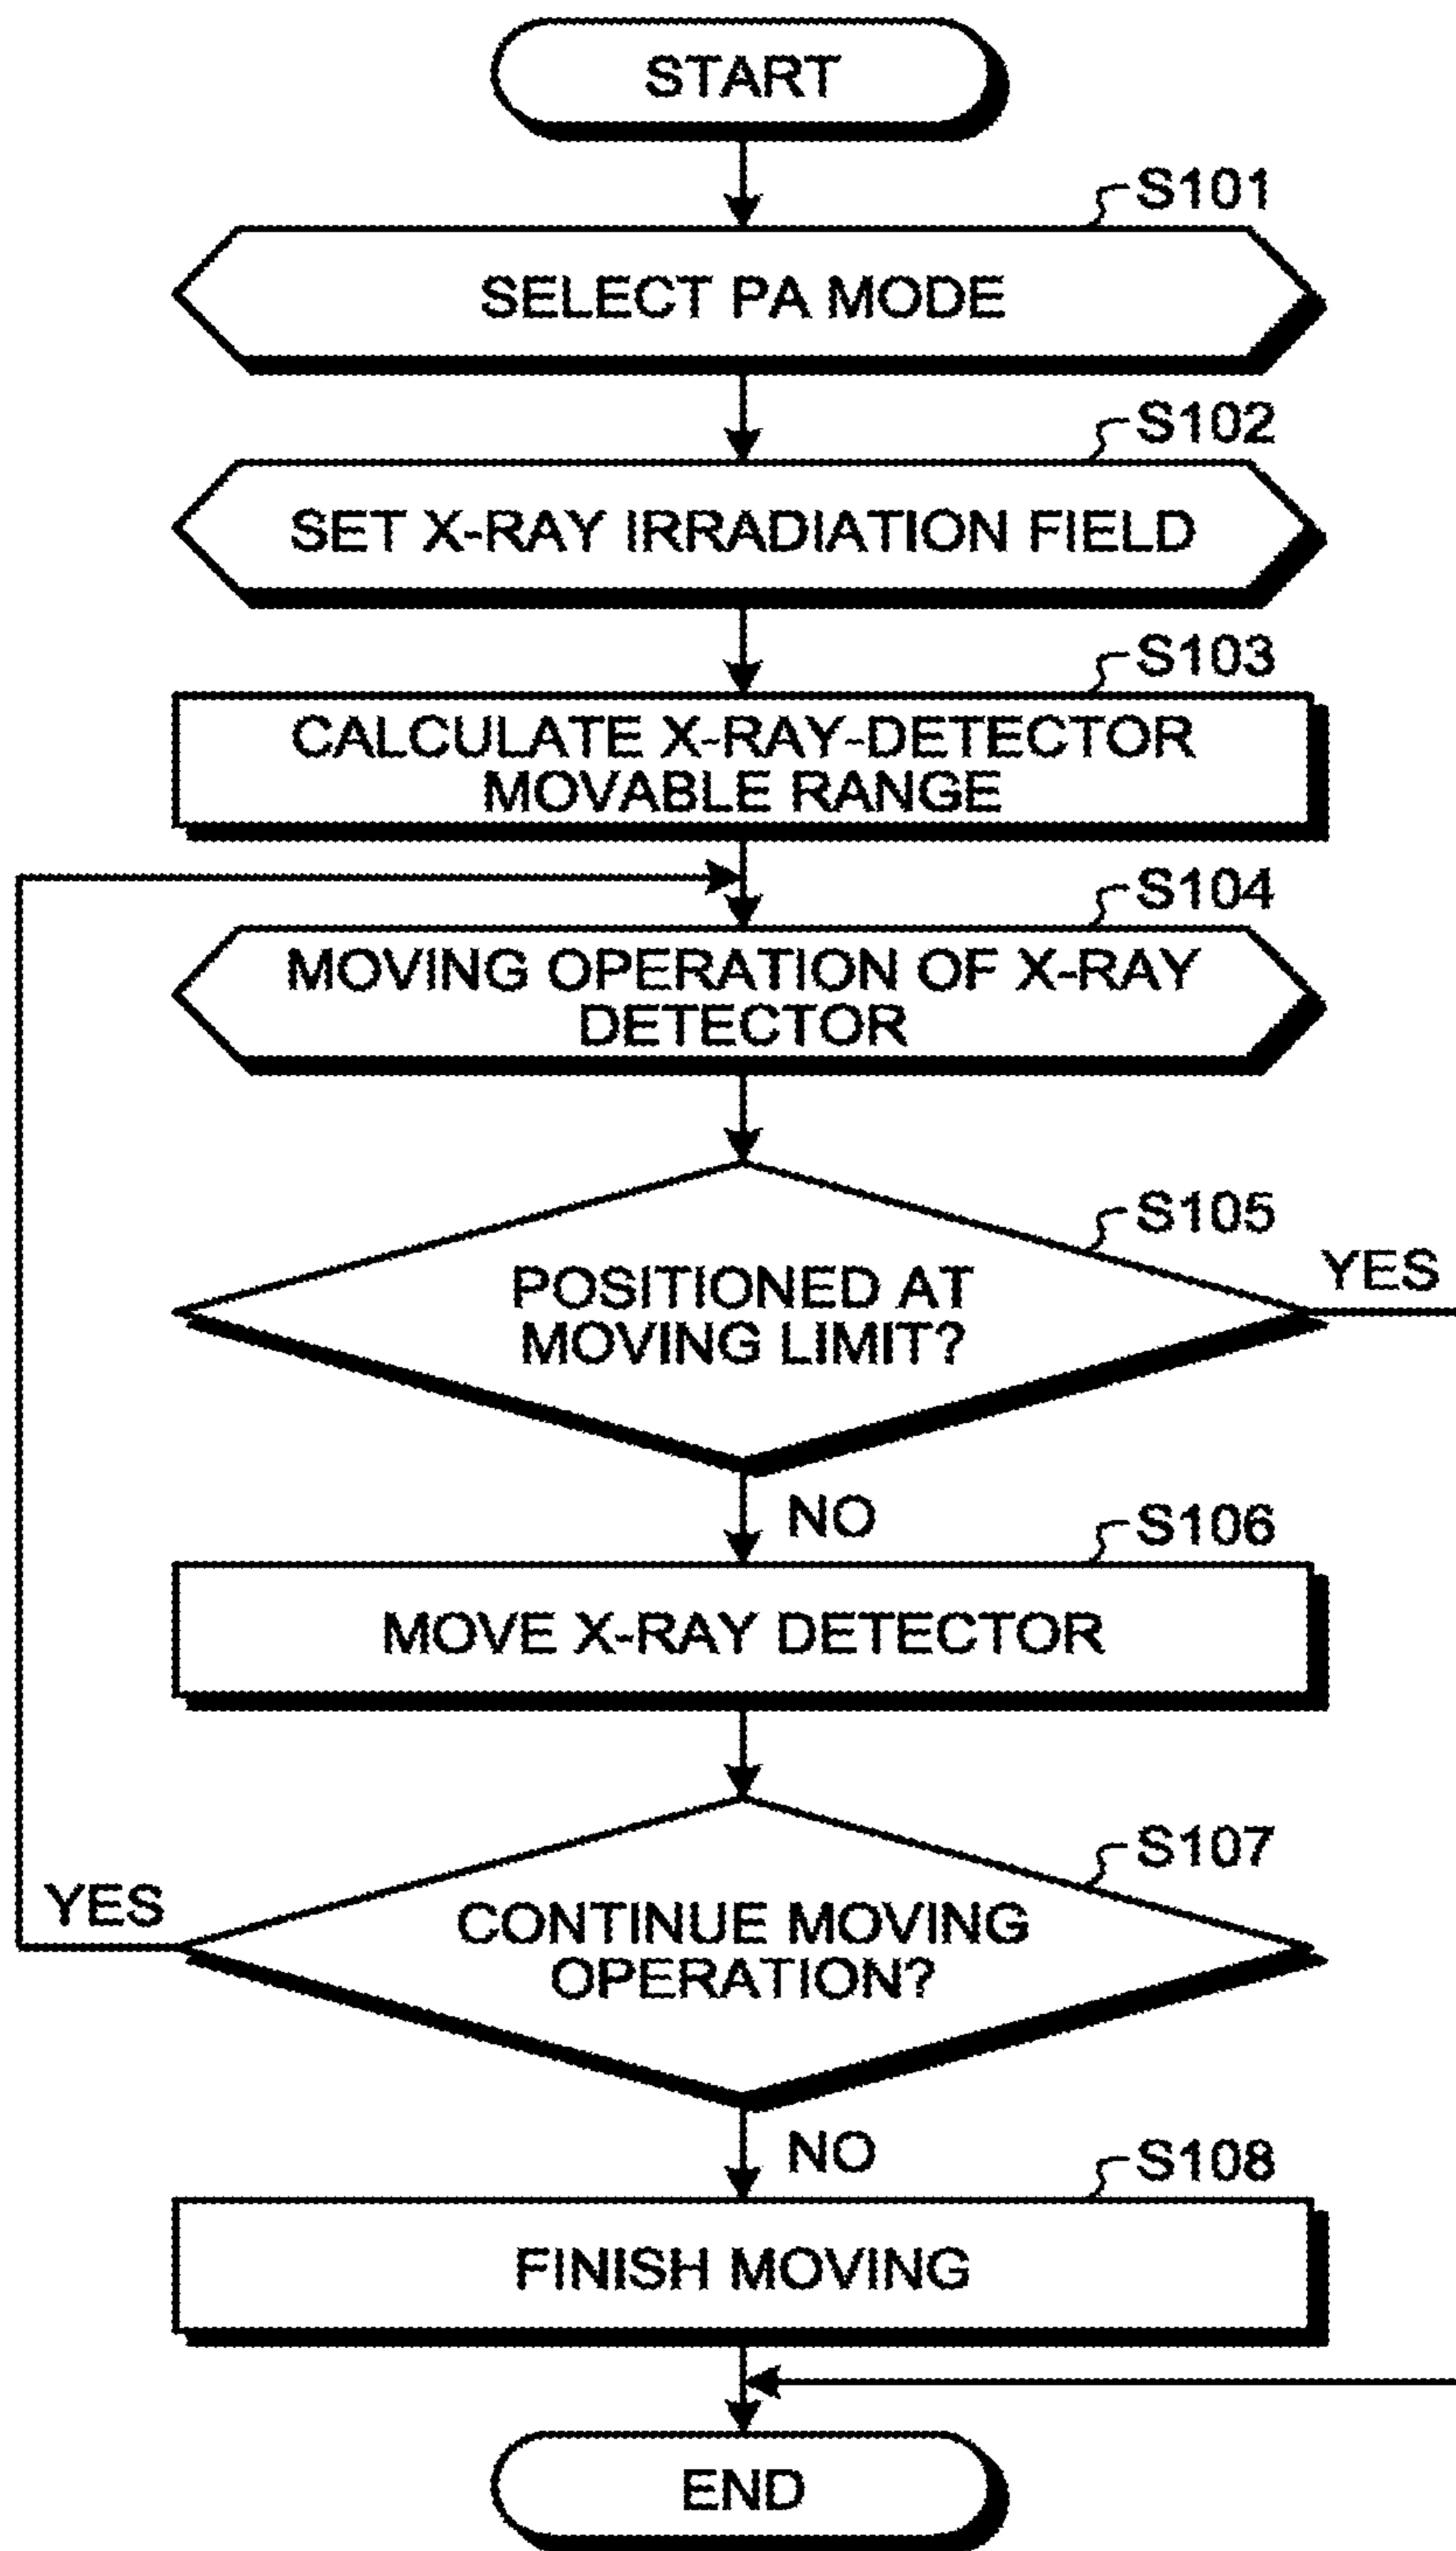 START
S101
SELECT PA MODE
S102
SET X-RAY IRRADIATION FIELD
S103
CALCULATE X-RAY-DETECTOR
MOVABLE RANGE
S104
MOVING OPERATION OF X-RAY
DETECTOR
S105
YES
POSITIONED AT
MOVING LIMIT?
NO
S106
MOVE X-RAY DETECTOR
S107
YES
CONTINUE MOVING
OPERATION?
NO
S108
FINISH MOVING
END